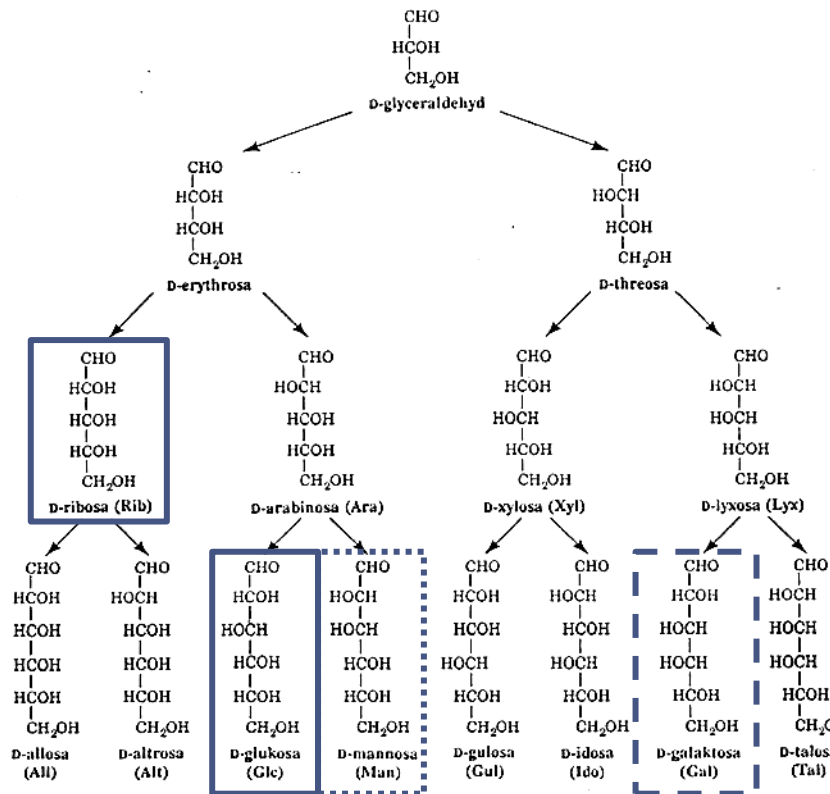 CHO
HCOH
CH₂OH
D-glyceraldehyd
CHO
HCOH
HCOH
CH₂OH
D-erythrosa
CHO
HOCH
HCOH
CH₂OH
D-threosa
CHO
HCOH
HCOH
HCOH
CH₂OH
D-ribosa (Rib)
CHO
HOCH
HCOH
HCOH
CH₂OH
D-arabinosa (Ara)
CHO
HCOH
HOCH
HCOH
CH₂OH
D-xylosa (Xyl)
CHO
HOCH
HOCH
HCOH
CH₂OH
D-lyxosa (Lyx)
CHO
HCOH
HCOH
HCOH
HCOH
CH₂OH
D-allosa
(All)
CHO
HOCH
HCOH
HCOH
HCOH
CH₂OH
D-altrosa
(Alt)
CHO
HCOH
HOCH
HCOH
HCOH
CH₂OH
D-glukosa
(Glc)
CHO
HOCH
HOCH
HCOH
HCOH
CH₂OH
D-mannosa
(Man)
CHO
HCOH
HCOH
HOCH
HCOH
CH₂OH
D-gulosa
(Gul)
CHO
HOCH
HCOH
HOCH
HCOH
CH₂OH
D-idosa
(Ido)
CHO
HCOH
HOCH
HOCH
HCOH
CH₂OH
D-galaktosa
(Gal)
CHO
HOCH
HOCH
HOCH
HCOH
CH₂O
D-talos
(Tal)